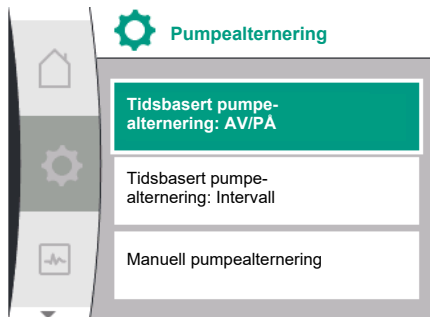 Pumpealternering
Tidsbasert pumpe-
alternering: AV/PÅ
Tidsbasert pumpe-
alternering: Intervall
Manuell pumpealternering